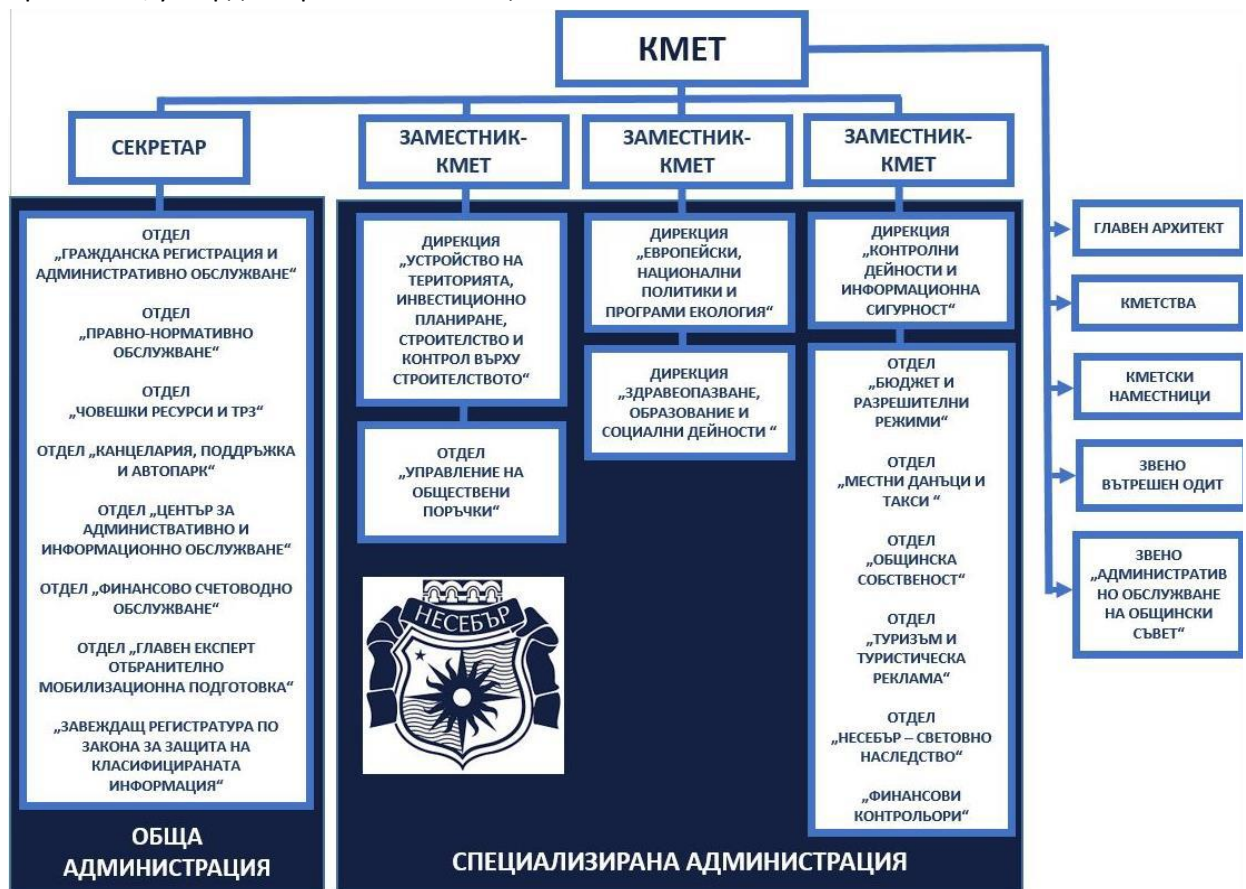 КМЕТ
СЕКРЕТАР
ЗАМЕСТНИК-
КМЕТ
ЗАМЕСТНИК-
КМЕТ
ЗАМЕСТНИК-
КМЕТ
ОТДЕЛ
„ГРАЖДАНСКА РЕГИСТРАЦИЯ И
АДМИНИСТРАТИВНО ОБСЛУЖВАНЕ“
ОТДЕЛ
„ПРАВНО-НОРМАТИВНО
ОБСЛУЖВАНЕ“
ОТДЕЛ
„ЧОВЕШКИ РЕСУРСИ И ТРЗ“
ОТДЕЛ „КАНЦЕЛАРИЯ, ПОДДРЪЖКА
И АВТОПАРК“
ОТДЕЛ „ЦЕНТЪР ЗА
АДМИНИСТВАТИВНО И
ИНФОРМАЦИОННО ОБСЛУЖВАНЕ“
ОТДЕЛ „ФИНАНСОВО СЧЕТОВОДНО
ОБСЛУЖВАНЕ“
ОТДЕЛ „ГЛАВЕН ЕКСПЕРТ
ОТБРАНИТЕЛНО
МОБИЛИЗАЦИОННА ПОДГОТОВКА“
„ЗАВЕЖДАЩ РЕГИСТРАТУРА ПО
ЗАКОНА ЗА ЗАЩИТА НА
КЛАСИФИЦИРАНАТА
ИНФОРМАЦИЯ“
ОБЩА
АДМИНИСТРАЦИЯ
ДИРЕКЦИЯ
„УСТРОЙСТВО НА
ТЕРИТОРИЯТА,
ИНВЕСТИЦИОННО
ПЛАНИРАНЕ,
СТРОИТЕЛСТВО И
КОНТРОЛ ВЪРХУ
СТРОИТЕЛСТВОТО“
ОТДЕЛ
„УПРАВЛЕНИЕ НА
ОБЩЕСТВЕНИ
ПОРЪЧКИ“
НЕСЕБЪР
ДИРЕКЦИЯ
„ЕВРОПЕЙСКИ,
НАЦИОНАЛНИ
ПОЛИТИКИ И
ПРОГРАМИ ЕКОЛОГИЯ“
ДИРЕКЦИЯ
„ЗДРАВЕОПАЗВАНЕ,
ОБРАЗОВАНИЕ И
СОЦИАЛНИ ДЕЙНОСТИ “
ДИРЕКЦИЯ
„КОНТРОЛНИ
ДЕЙНОСТИ И
ИНФОРМАЦИОННА
СИГУРНОСТ“
ОТДЕЛ
„БЮДЖЕТ И
РАЗРЕШИТЕЛНИ
РЕЖИМИ“
ОТДЕЛ
„МЕСТНИ ДАНЪЦИ И
ТАКСИ “
ОТДЕЛ
„ОБЩИНСКА
СОБСТВЕНОСТ“
ОТДЕЛ
„ТУРИЗЪМ И
ТУРИСТИЧЕСКА
РЕКЛАМА“
ОТДЕЛ
„НЕСЕБЪР – СВЕТОВНО
НАСЛЕДСТВО“
„ФИНАНСОВИ
КОНТРОЛЬОРИ“
СПЕЦИАЛИЗИРАНА АДМИНИСТРАЦИЯ
ГЛАВЕН АРХИТЕКТ
КМЕТСТВА
КМЕТСКИ
НАМЕСТНИЦИ
ЗВЕНО
ВЪТРЕШЕН ОДИТ
ЗВЕНО
„АДМИНИСТРАТИВ
НО ОБСЛУЖВАНЕ
НА ОБЩИНСКИ
СЪВЕТ“